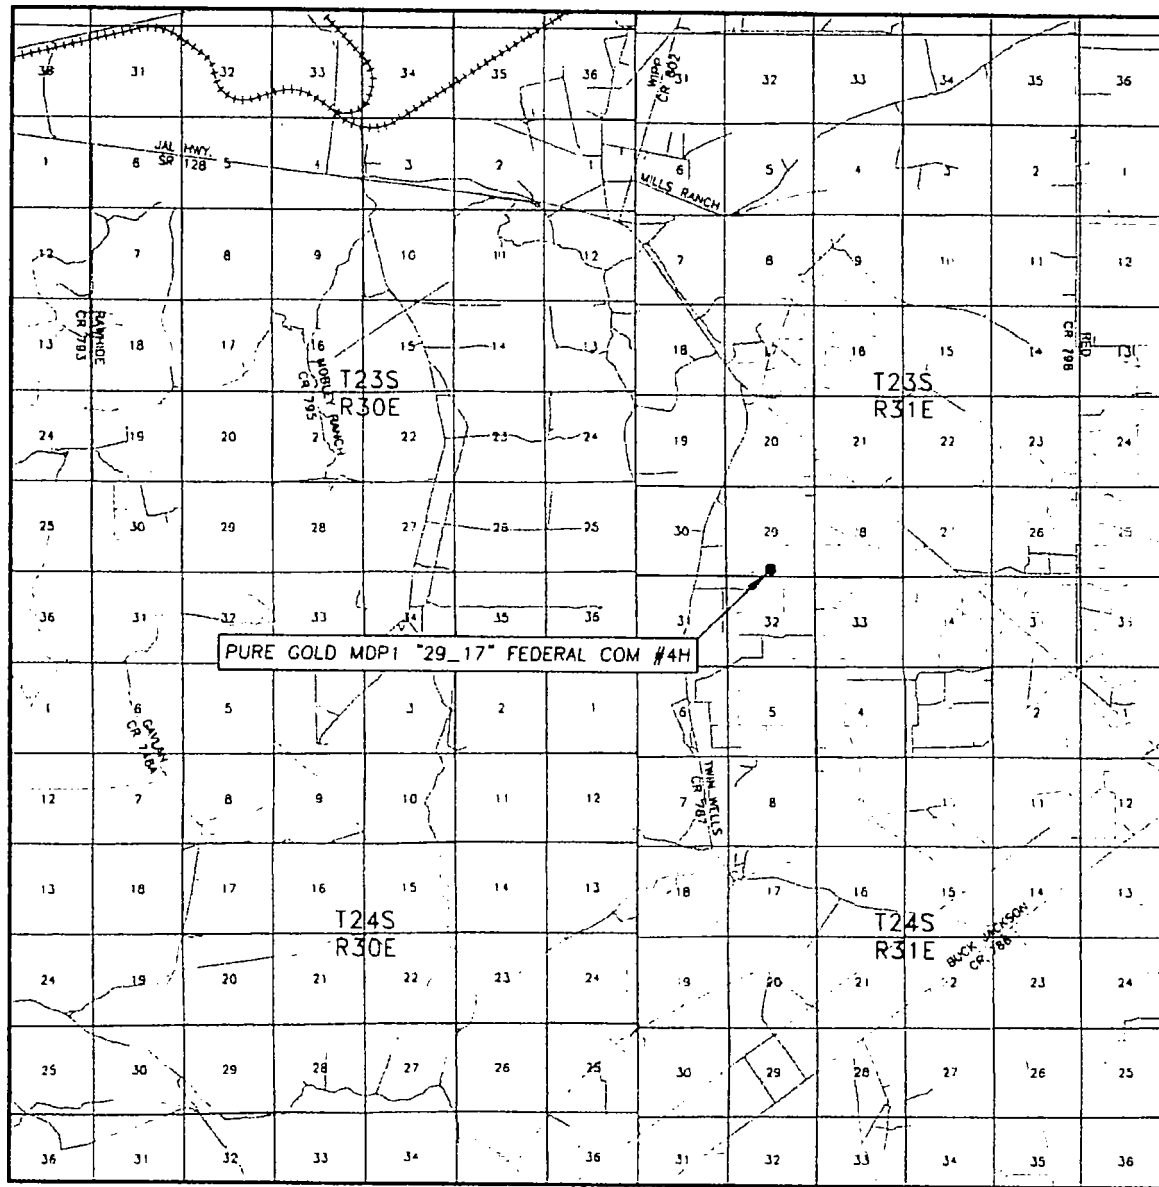 36 31 32 33 34 35 36 31 32 33 34 35 36
WIPP
CR 802
JAL HWY
SR 128
1 6 5 4 3 2 1 6 5 4 3 2 1
MILLS RANCH
12 7 8 9 10 11 12 7 8 9 10 11 12
RAWHIDE
CR 793
RED
CR 798
13 18 17 16 15 14 13 18 17 16 15 14 13
MOBLEY RANCH
CR 795
T23S
R30E
T23S
R31E
24 19 20 21 22 23 24 19 20 21 22 23 24
25 30 29 28 27 26 25 30 29 26
36 31 32 33 34 35 36 31 32 33
PURE GOLD MDP1 "29_17" FEDERAL COM #4H
1 6 5 3 2 1 6 5 4 2 1
CR 748A
TWIN WELLS
CR 787
12 7 8 9 10 11 12 7 8 11 12
13 18 17 16 15 14 13 18 17 16 15 14 13
T24S
R30E
T24S
R31E
BUCK JACKSON
CR 786
24 19 20 21 22 23 24 20 21 23 24
25 30 29 28 27 26 25 30 29 28 27 26 25
36 31 32 33 34 36 31 32 33 34 35 36